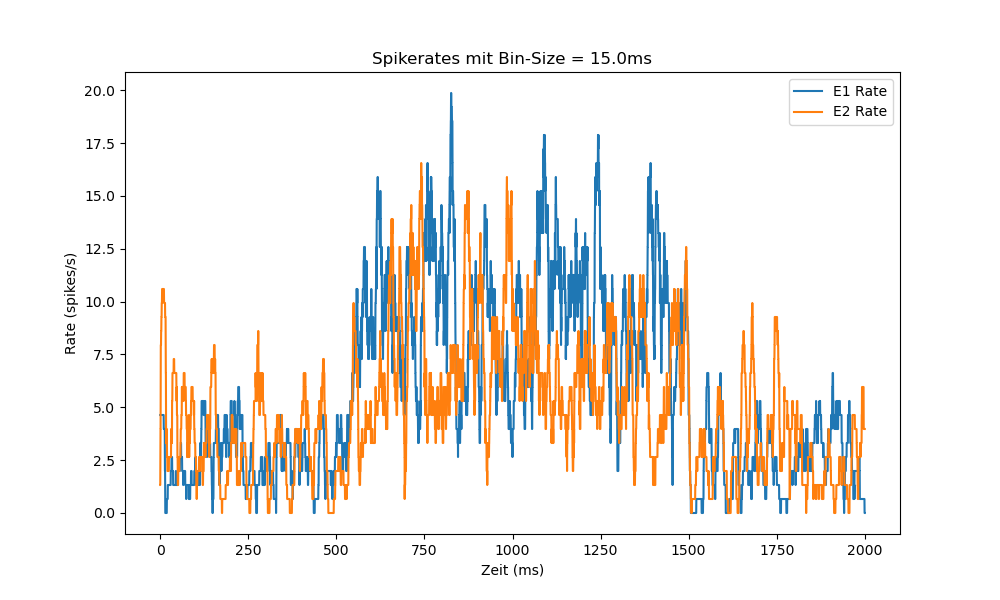 Spikerates mit Bin-Size = 15.0ms
E1 Rate
E2 Rate
20.0
17.5
15.0
12.5
10.0
7.5
5.0
2.5
0.0
Rate (spikes/s)
0 250 500 750 1000 1250 1500 1750 2000
Zeit (ms)